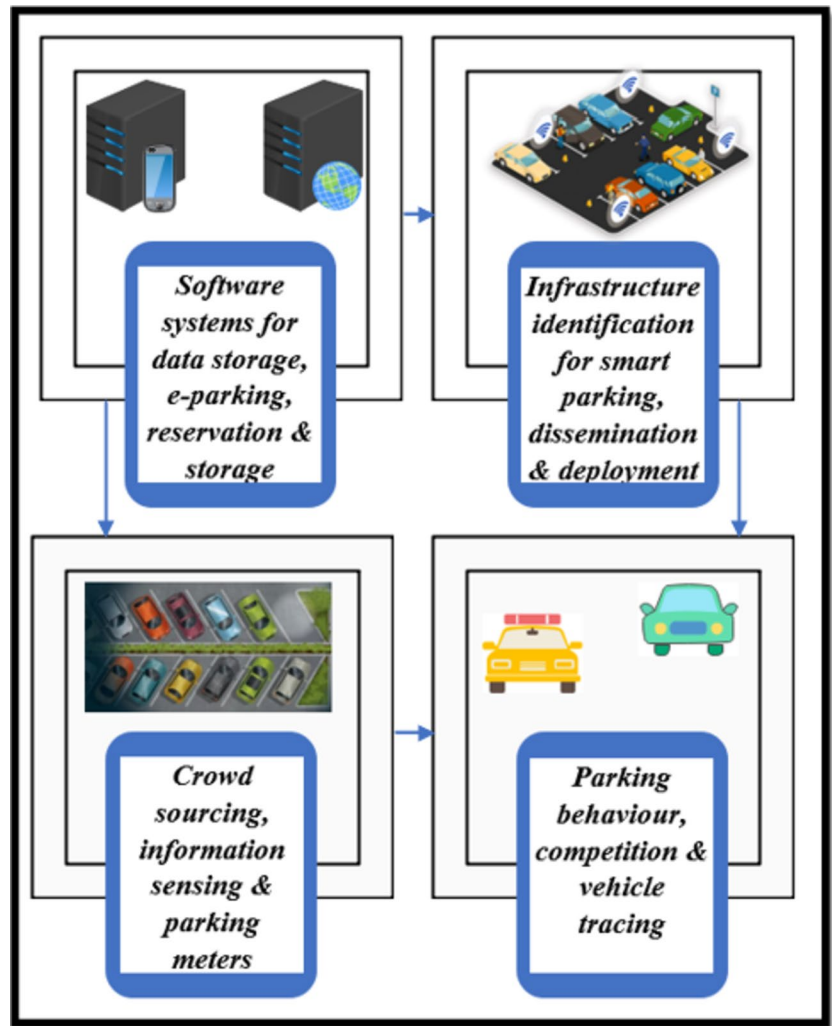 Software
systems for
data storage,
e-parking,
reservation &
storage
Infrastructure
identification
for smart
parking,
dissemination
& deployment
Crowd
sourcing,
information
sensing &
parking
meters
Parking
behaviour,
competition &
vehicle
tracing